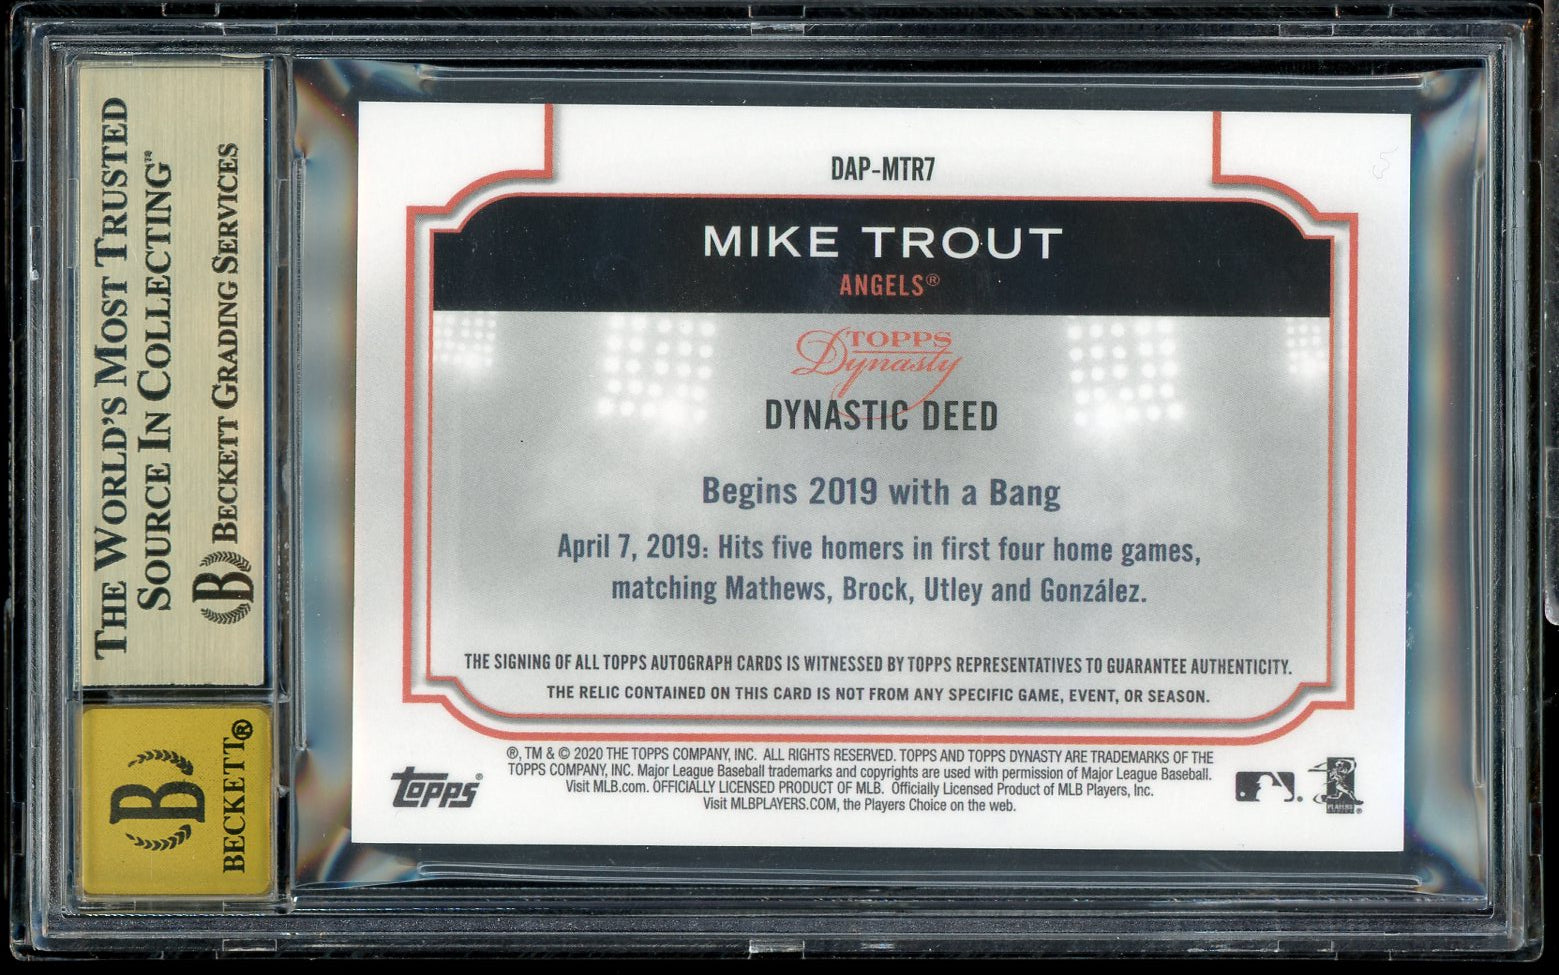 THE WORLD'S MOST TRUSTED
SOURCE IN COLLECTING™
B BECKETT GRADING SERVICES
B
BECKETT®
DAP-MTR7
MIKE TROUT
ANGELS®
TOPPS
Dynasty
DYNASTIC DEED
Begins 2019 with a Bang
April 7, 2019: Hits five homers in first four home games,
matching Mathews, Brock, Utley and González.
THE SIGNING OF ALL TOPPS AUTOGRAPH CARDS IS WITNESSED BY TOPPS REPRESENTATIVES TO GUARANTEE AUTHENTICITY.
THE RELIC CONTAINED ON THIS CARD IS NOT FROM ANY SPECIFIC GAME, EVENT, OR SEASON.
®, TM & © 2020 THE TOPPS COMPANY, INC. ALL RIGHTS RESERVED. TOPPS AND TOPPS DYNASTY ARE TRADEMARKS OF THE
TOPPS COMPANY, INC. Major League Baseball trademarks and copyrights are used with permission of Major League Baseball.
Visit MLB.com. OFFICIALLY LICENSED PRODUCT OF MLB. Officially Licensed Product of MLB Players, Inc.
Visit MLBPLAYERS.COM, the Players Choice on the web.
topps®
PLAYERS